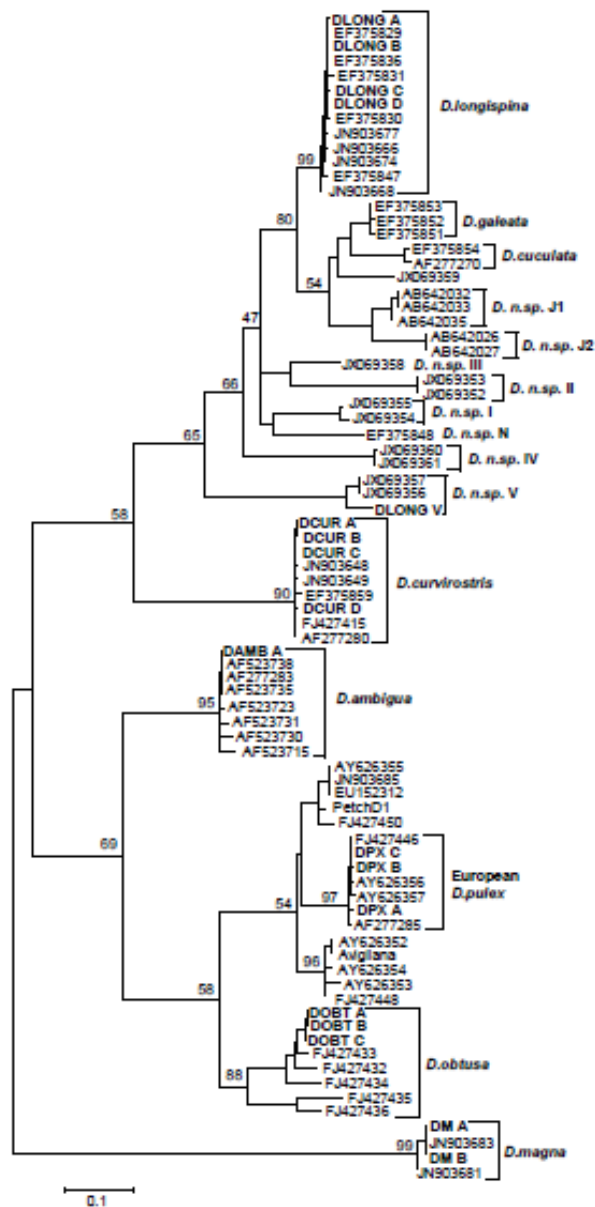 DLONG A
EF375829
DLONG B
EF375836
EF375831
DLONG C
DLONG D
D.longispina
EF375830
JN903677
JN903666
JN903674
99
EF375847
JN903668
EF375853
EF375852
D.galeata
EF375851
80
EF375854
D.cuculata
AF277270
JX069359
54
AB642032
AB642033
D. n.sp. J1
AB642035
47
AB642026
D. n.sp. J2
AB642027
JX069358
D. n.sp. III
JX069353
D. n.sp. II
JX069352
66
JX069355
D. n.sp. I
JX069354
EF375848
D. n.sp. N
65
JX069360
D. n.sp. IV
JX069361
JX069357
D. n.sp. V
JX069356
DLONG V
58
DCUR A
DCUR B
DCUR C
JN903648
JN903649
D.curvirostris
90
EF375859
DCUR D
FJ427415
AF277280
DAMB A
AF523738
AF277283
AF523735
95
D.ambigua
AF523723
AF523731
AF523730
AF523715
AY626355
JN903685
EU152312
PetchD1
FJ427450
69
FJ427446
DPX C
DPX B
European
AY626356
D.pulex
97
AY626357
54
DPX A
AF277285
AY626352
Avigliana
96
AY626354
AY626353
58
FJ427448
DOBT A
DOBT B
DOBT C
FJ427433
D.obtusa
88
FJ427432
FJ427434
FJ427435
FJ427436
DM A
99
JN903683
D.magna
DM B
JN903681
0.1